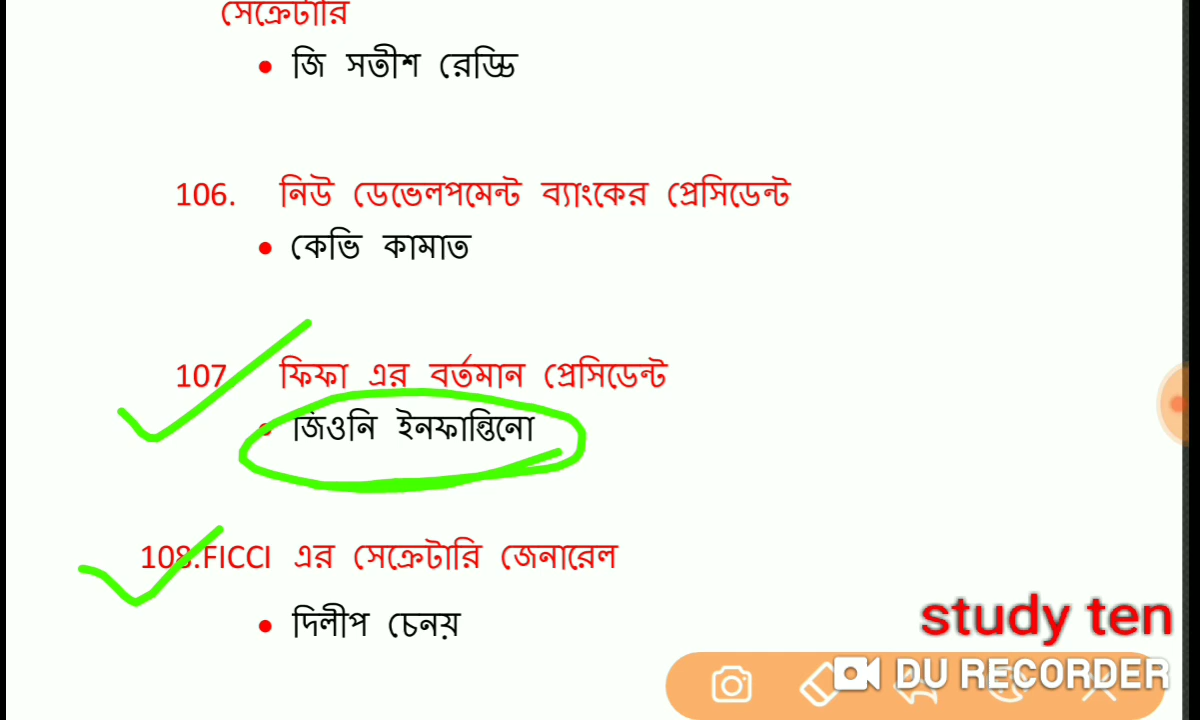 সেক্রেটারি
• জি সতীশ রেড্ডি
106. নিউ ডেভেলপমেন্ট ব্যাংকের প্রেসিডেন্ট
• কেভি কামাত
107. ফিফা এর বর্তমান প্রেসিডেন্ট
• জিওনি ইনফান্তিনো
108.FICCI এর সেক্রেটারি জেনারেল
• দিলীপ চেনয়
study ten
DU RECORDER